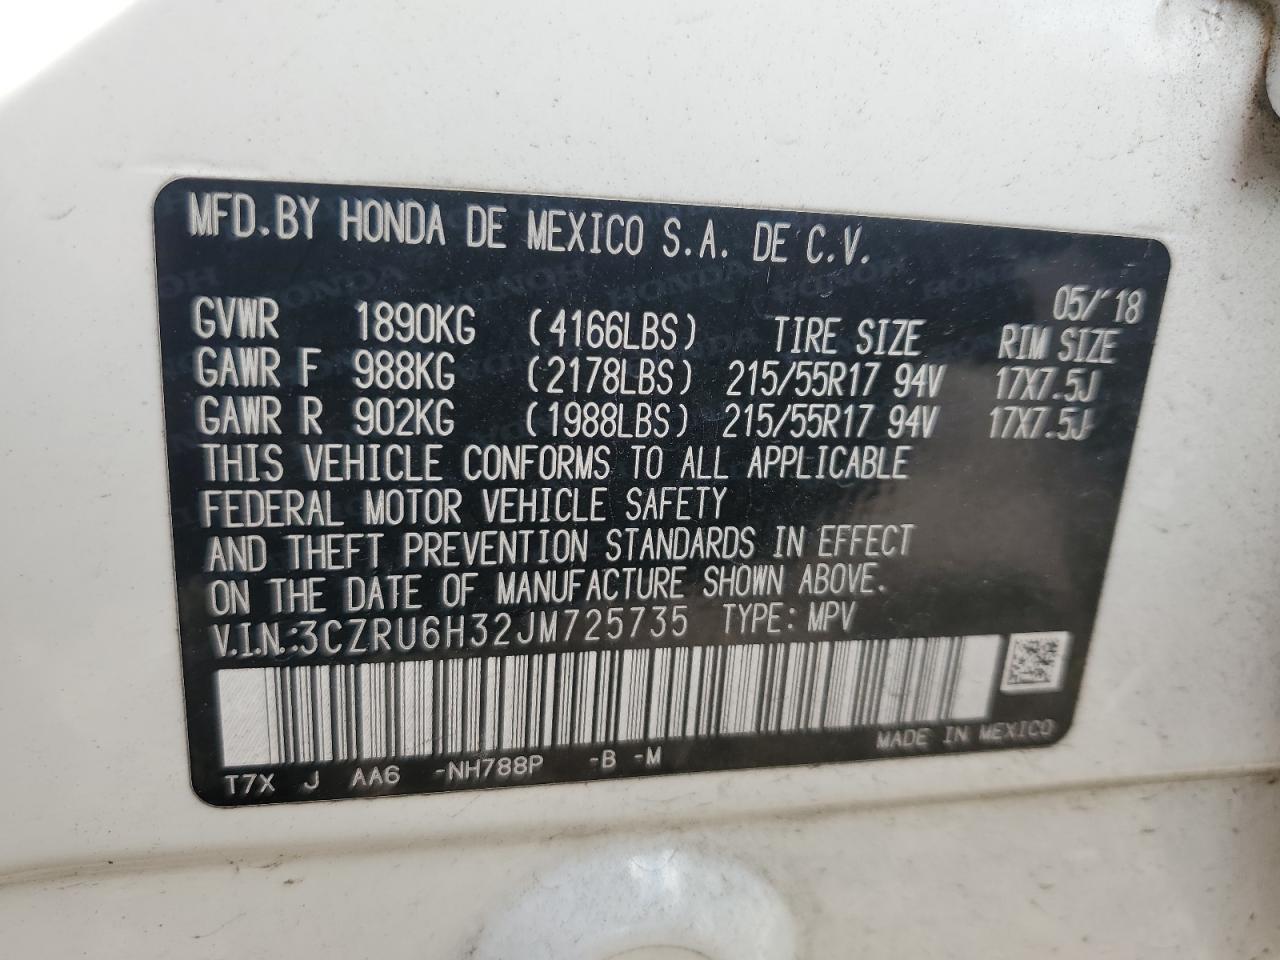 MFD.BY HONDA DE MEXICO S.A. DE C.V.
05/'18
GVWR 1890KG (4166LBS) TIRE SIZE RIM SIZE
GAWR F 988KG (2178LBS) 215/55R17 94V 17X7.5J
GAWR R 902KG (1988LBS) 215/55R17 94V 17X7.5J
THIS VEHICLE CONFORMS TO ALL APPLICABLE
FEDERAL MOTOR VEHICLE SAFETY
AND THEFT PREVENTION STANDARDS IN EFFECT
ON THE DATE OF MANUFACTURE SHOWN ABOVE.
V.I.N.:3CZRU6H32JM725735 TYPE: MPV
MADE IN MEXICO
T7X J AA6 -NH788P -B -M